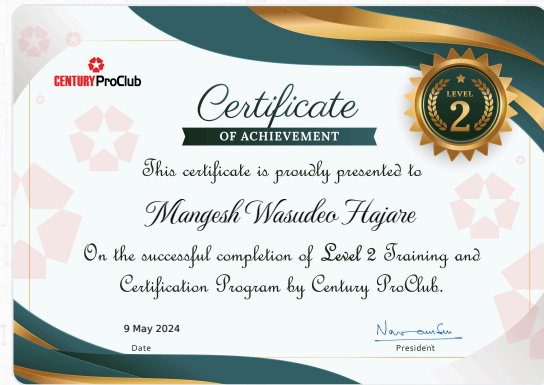 CENTURY ProClub
Certificate
OF ACHIEVEMENT
LEVEL
2
This certificate is proudly presented to
Mangesh Wasudeo Hajare
On the successful completion of Level 2 Training and
Certification Program by Century ProClub.
9 May 2024
Date
President